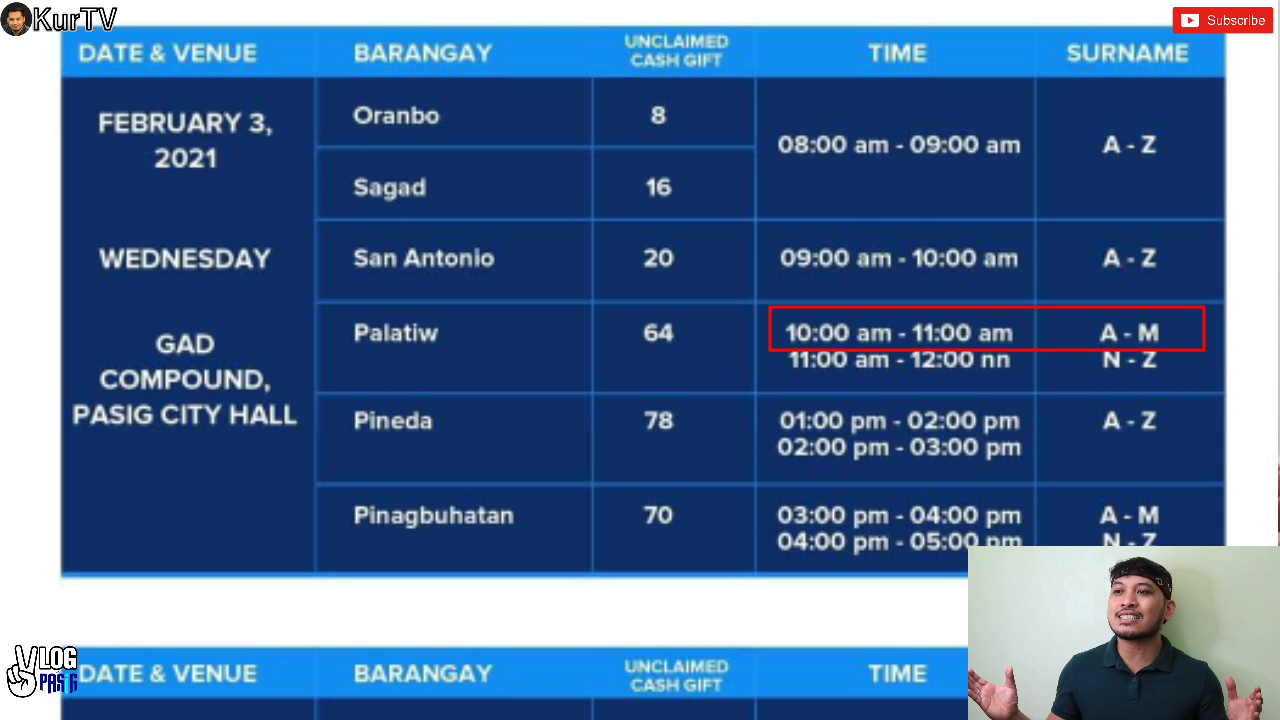 KurTV
Subscribe
DATE & VENUE BARANGAY UNCLAIMED CASH GIFT TIME SURNAME
FEBRUARY 3, 2021
WEDNESDAY
GAD COMPOUND, PASIG CITY HALL
Oranbo 8 08:00 am - 09:00 am A - Z
Sagad 16
San Antonio 20 09:00 am - 10:00 am A - Z
Palatiw 64 10:00 am - 11:00 am A - M
11:00 am - 12:00 nn N - Z
Pineda 78 01:00 pm - 02:00 pm A - Z
02:00 pm - 03:00 pm
Pinagbuhatan 70 03:00 pm - 04:00 pm A - M
04:00 pm - 05:00 pm N - Z
VLOG
PASIG
DATE & VENUE BARANGAY UNCLAIMED CASH GIFT TIME